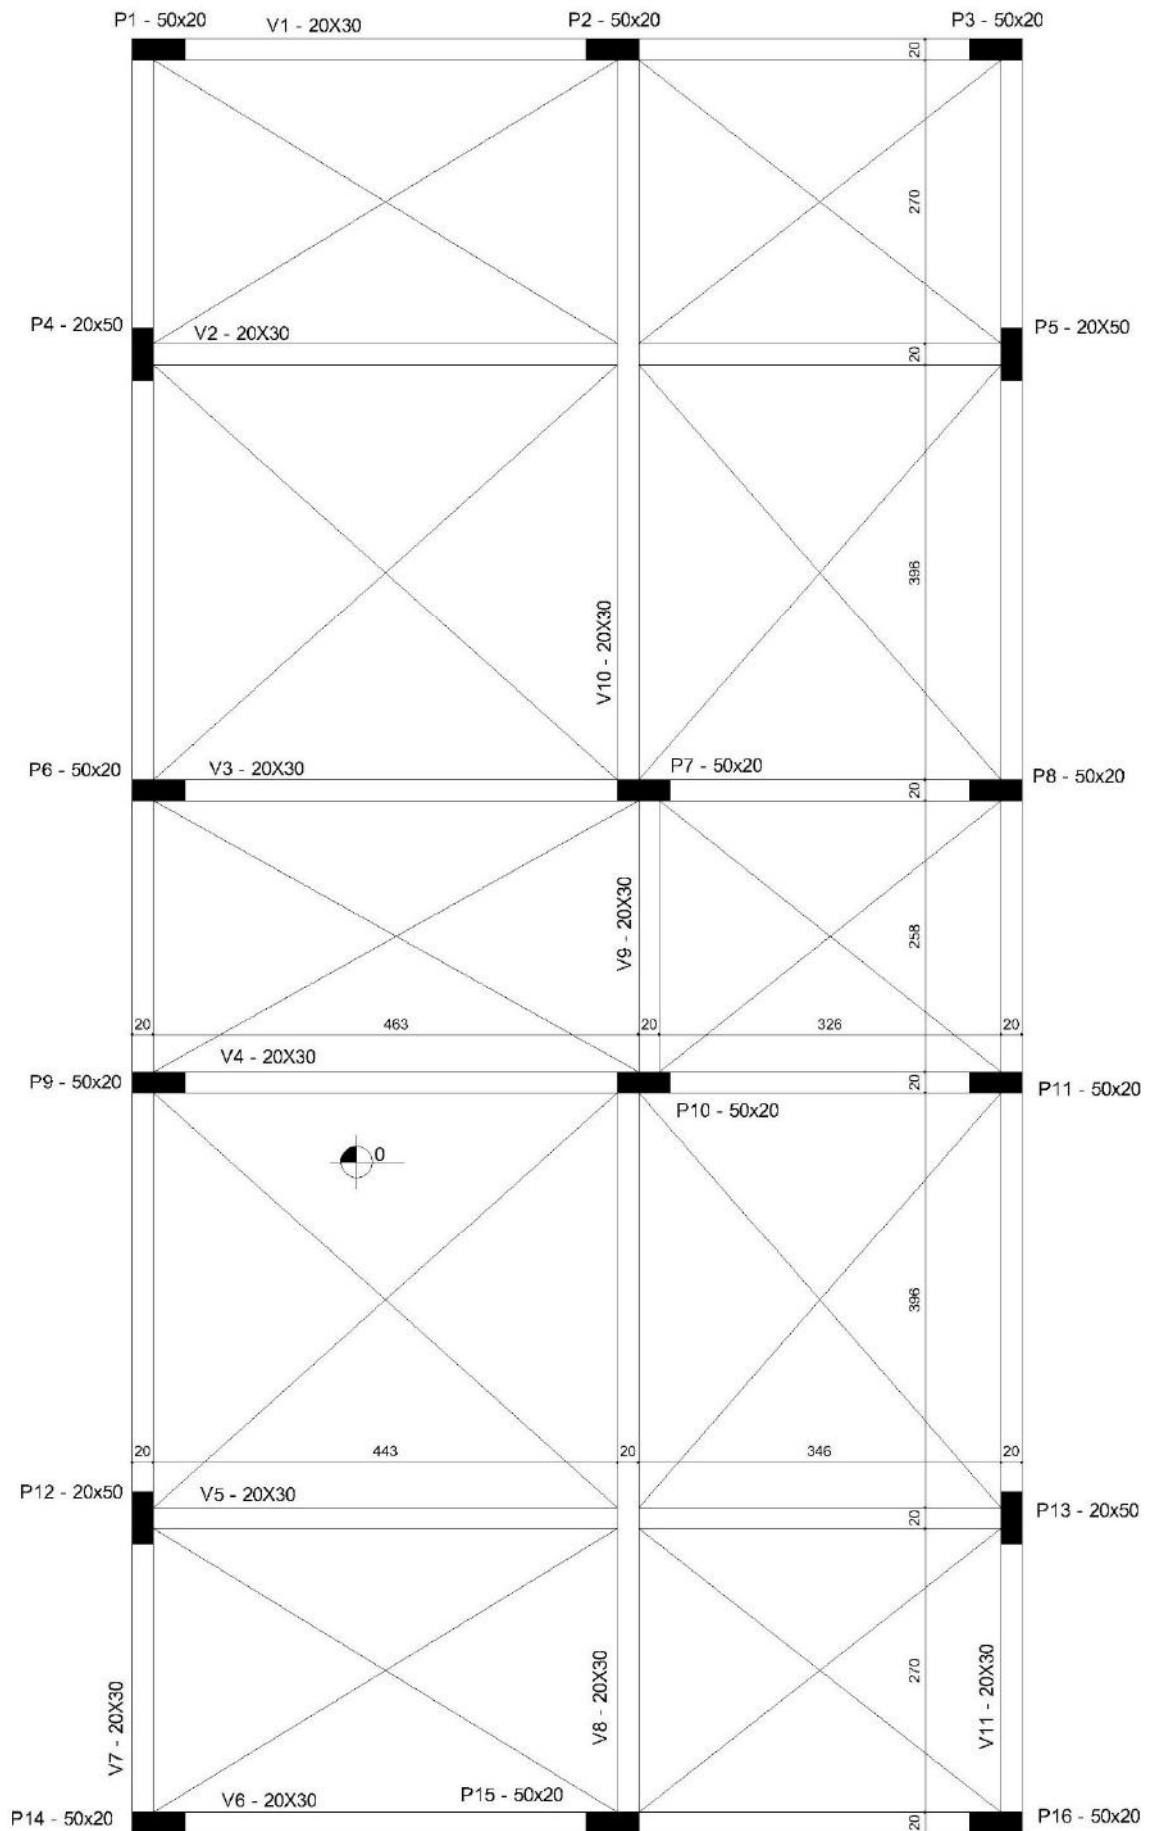 P1 - 50x20
V1 - 20X30
P2 - 50x20
P3 - 50x20
20
270
P4 - 20x50
V2 - 20X30
P5 - 20X50
20
396
V10 - 20X30
P6 - 50x20
V3 - 20X30
P7 - 50x20
P8 - 50x20
20
V9 - 20X30
258
20
463
20
326
20
V4 - 20X30
P9 - 50x20
20
P11 - 50x20
P10 - 50x20
0
396
20
443
20
346
20
P12 - 20x50
V5 - 20X30
20
P13 - 20x50
270
V7 - 20X30
V8 - 20X30
V11 - 20X30
V6 - 20X30
P15 - 50x20
P14 - 50x20
20
P16 - 50x20